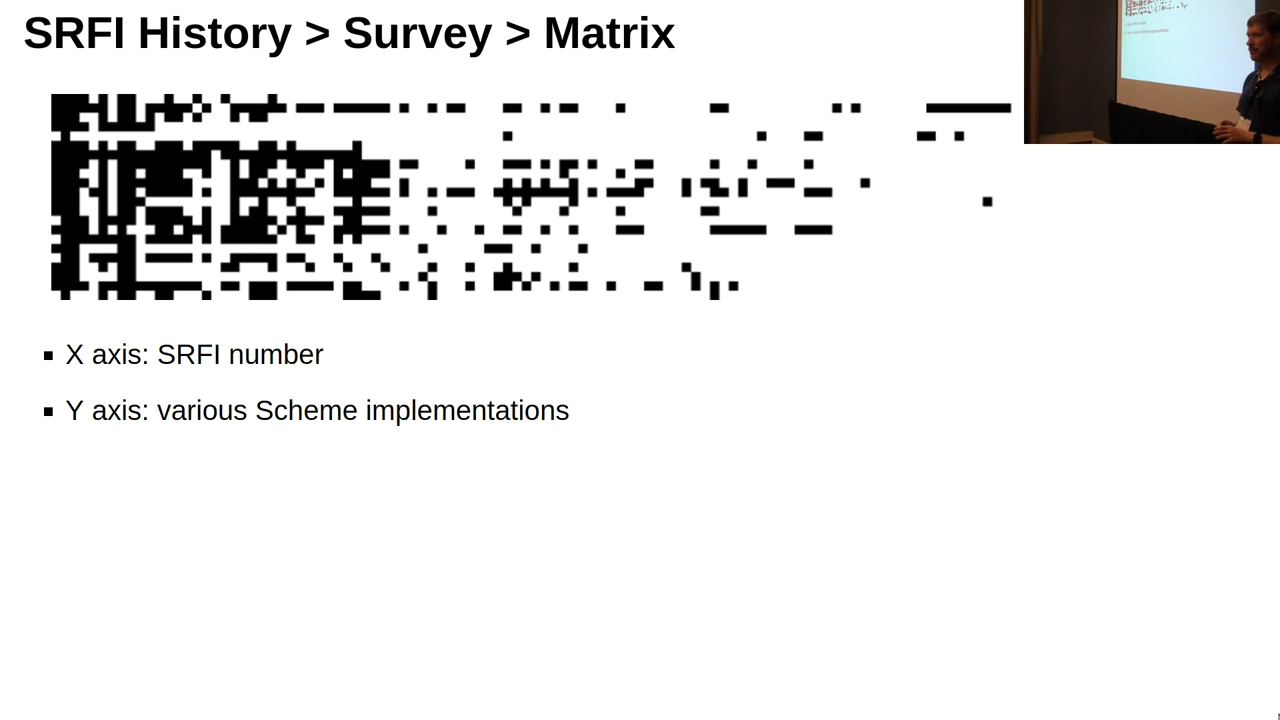 SRFI History > Survey > Matrix
X axis: SRFI number
Y axis: various Scheme implementations